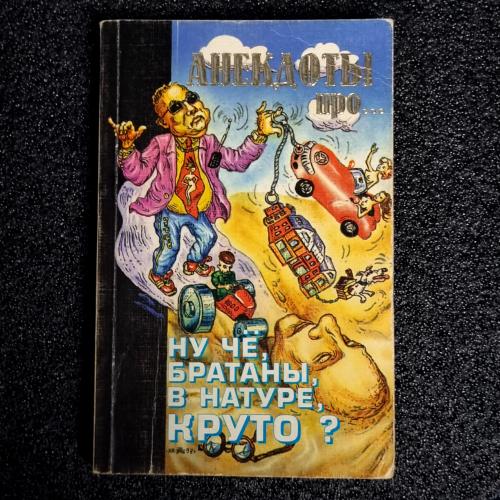 АНЕКДОТЫ
про...
НУ ЧЁ,
БРАТАНЫ,
В НАТУРЕ,
КРУТО ?